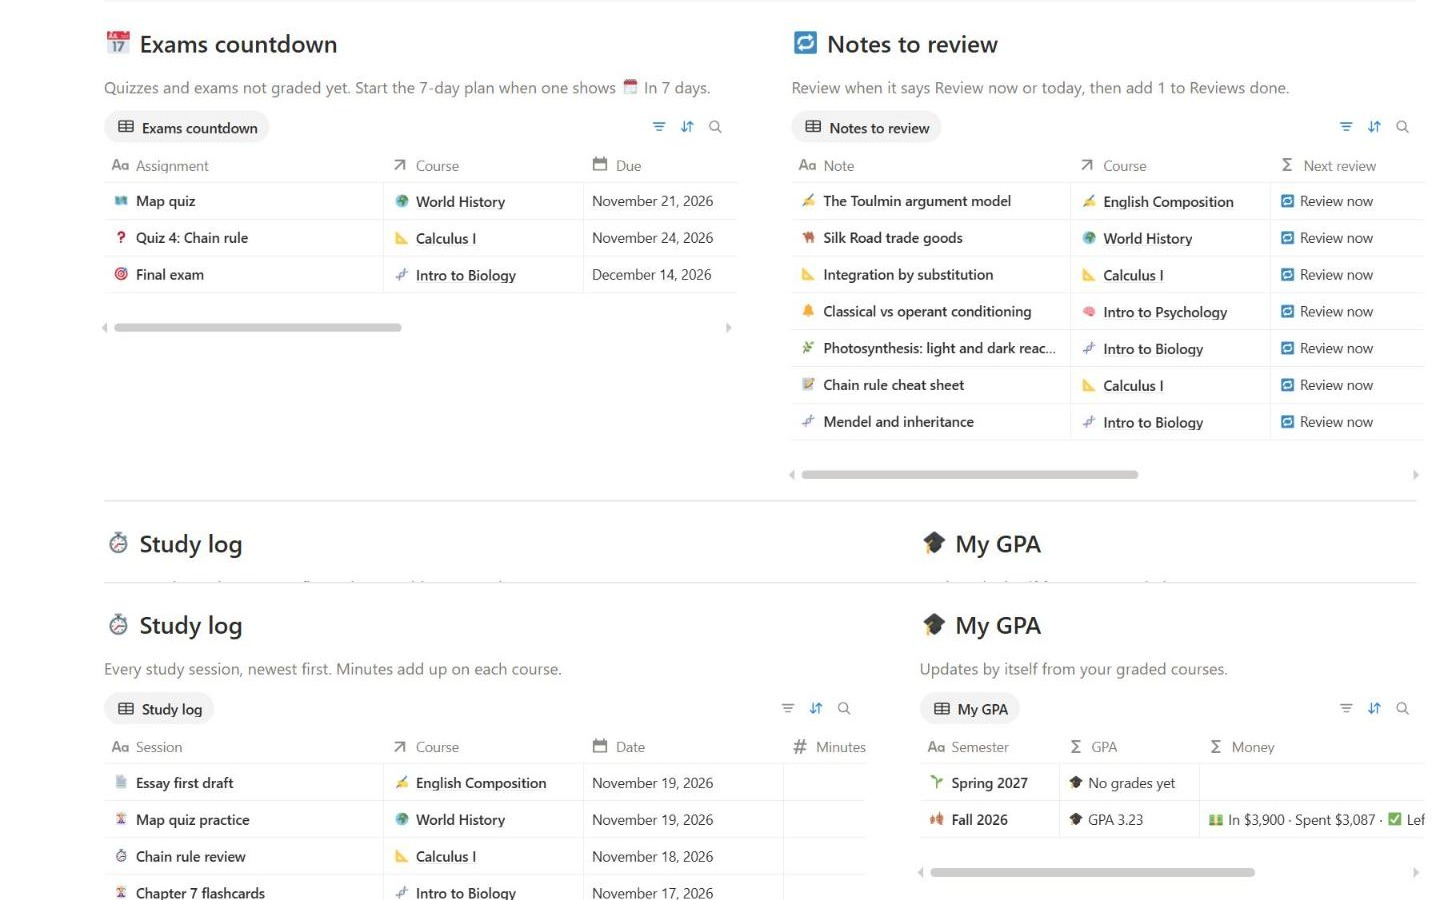 Exams countdown
Quizzes and exams not graded yet. Start the 7-day plan when one shows 🗓️ In 7 days.
Exams countdown
Aa Assignment Course Due
Map quiz World History November 21, 2026
Quiz 4: Chain rule Calculus I November 24, 2026
Final exam Intro to Biology December 14, 2026
Notes to review
Review when it says Review now or today, then add 1 to Reviews done.
Notes to review
Aa Note Course Σ Next review
The Toulmin argument model English Composition Review now
Silk Road trade goods World History Review now
Integration by substitution Calculus I Review now
Classical vs operant conditioning Intro to Psychology Review now
Photosynthesis: light and dark reac... Intro to Biology Review now
Chain rule cheat sheet Calculus I Review now
Mendel and inheritance Intro to Biology Review now
Study log
My GPA
Study log
Every study session, newest first. Minutes add up on each course.
Study log
Aa Session Course Date # Minutes
Essay first draft English Composition November 19, 2026
Map quiz practice World History November 19, 2026
Chain rule review Calculus I November 18, 2026
Chapter 7 flashcards Intro to Biology November 17, 2026
My GPA
Updates by itself from your graded courses.
My GPA
Aa Semester Σ GPA Σ Money
Spring 2027 No grades yet
Fall 2026 GPA 3.23 In $3,900 · Spent $3,087 · ✅ Lef